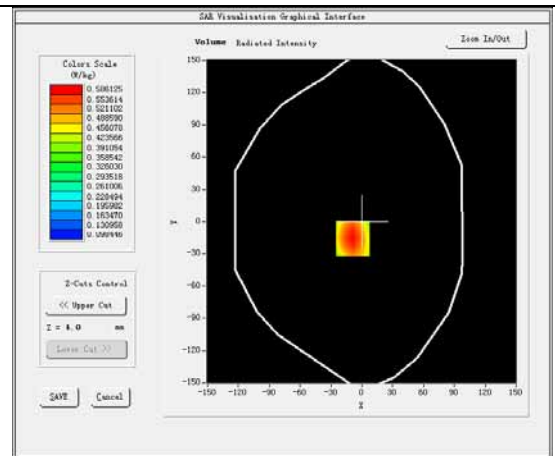 SAR Visualisation Graphical Interface
Volume Radiated Intensity
Zoom In/Out
Colors Scale
(W/kg)
0.586125
0.553614
0.521102
0.488590
0.456078
0.423566
0.391054
0.358542
0.326030
0.293518
0.261006
0.228494
0.195982
0.163470
0.130958
0.098446
Z-Cuts Control
<< Upper Cut
Z = 4.0 mm
Lower Cut >>
SAVE Cancel
150
120
90
60
30
0
-30
-60
-90
-120
-150
Y
-150 -120 -90 -60 -30 0 30 60 90 120 150
X